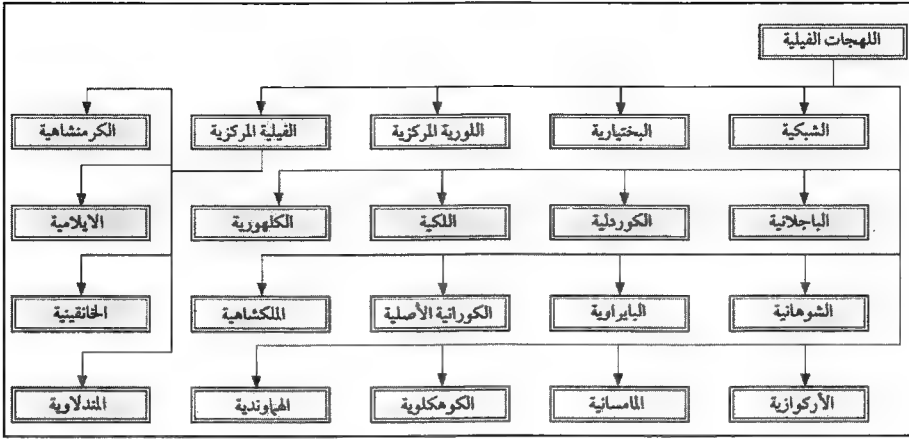 اللهجات الفيلية
الشبكية
البختيارية
اللورية المركزية
الفيلية المركزية
الكرمنشاهية
الباجلانية
الكوردلية
اللكية
الكلهورية
الايلامية
الشوهانية
البايراوية
الكورانية الأصلية
الملكشاهية
الخانقينية
الأركوازية
المامسانية
الكوهكلوية
الهماوندية
المندلاوية